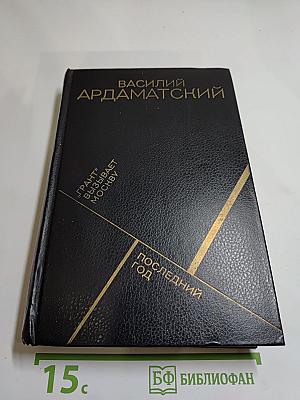 ВАСИЛИЙ
АРДАМАТСКИЙ
„ГРАНТ“
ВЫЗЫВАЕТ
МОСКВУ
ПОСЛЕДНИЙ
ГОД
15с
БФ БИБЛИОФАН